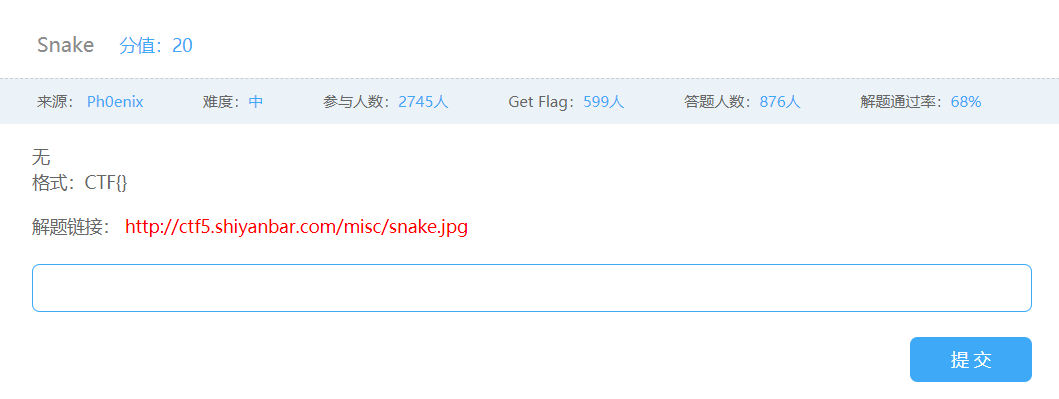 Snake 分值：20
来源： Ph0enix 难度：中 参与人数：2745人 Get Flag：599人 答题人数：876人 解题通过率：68%
无
格式：CTF{}
解题链接： http://ctf5.shiyanbar.com/misc/snake.jpg
提交